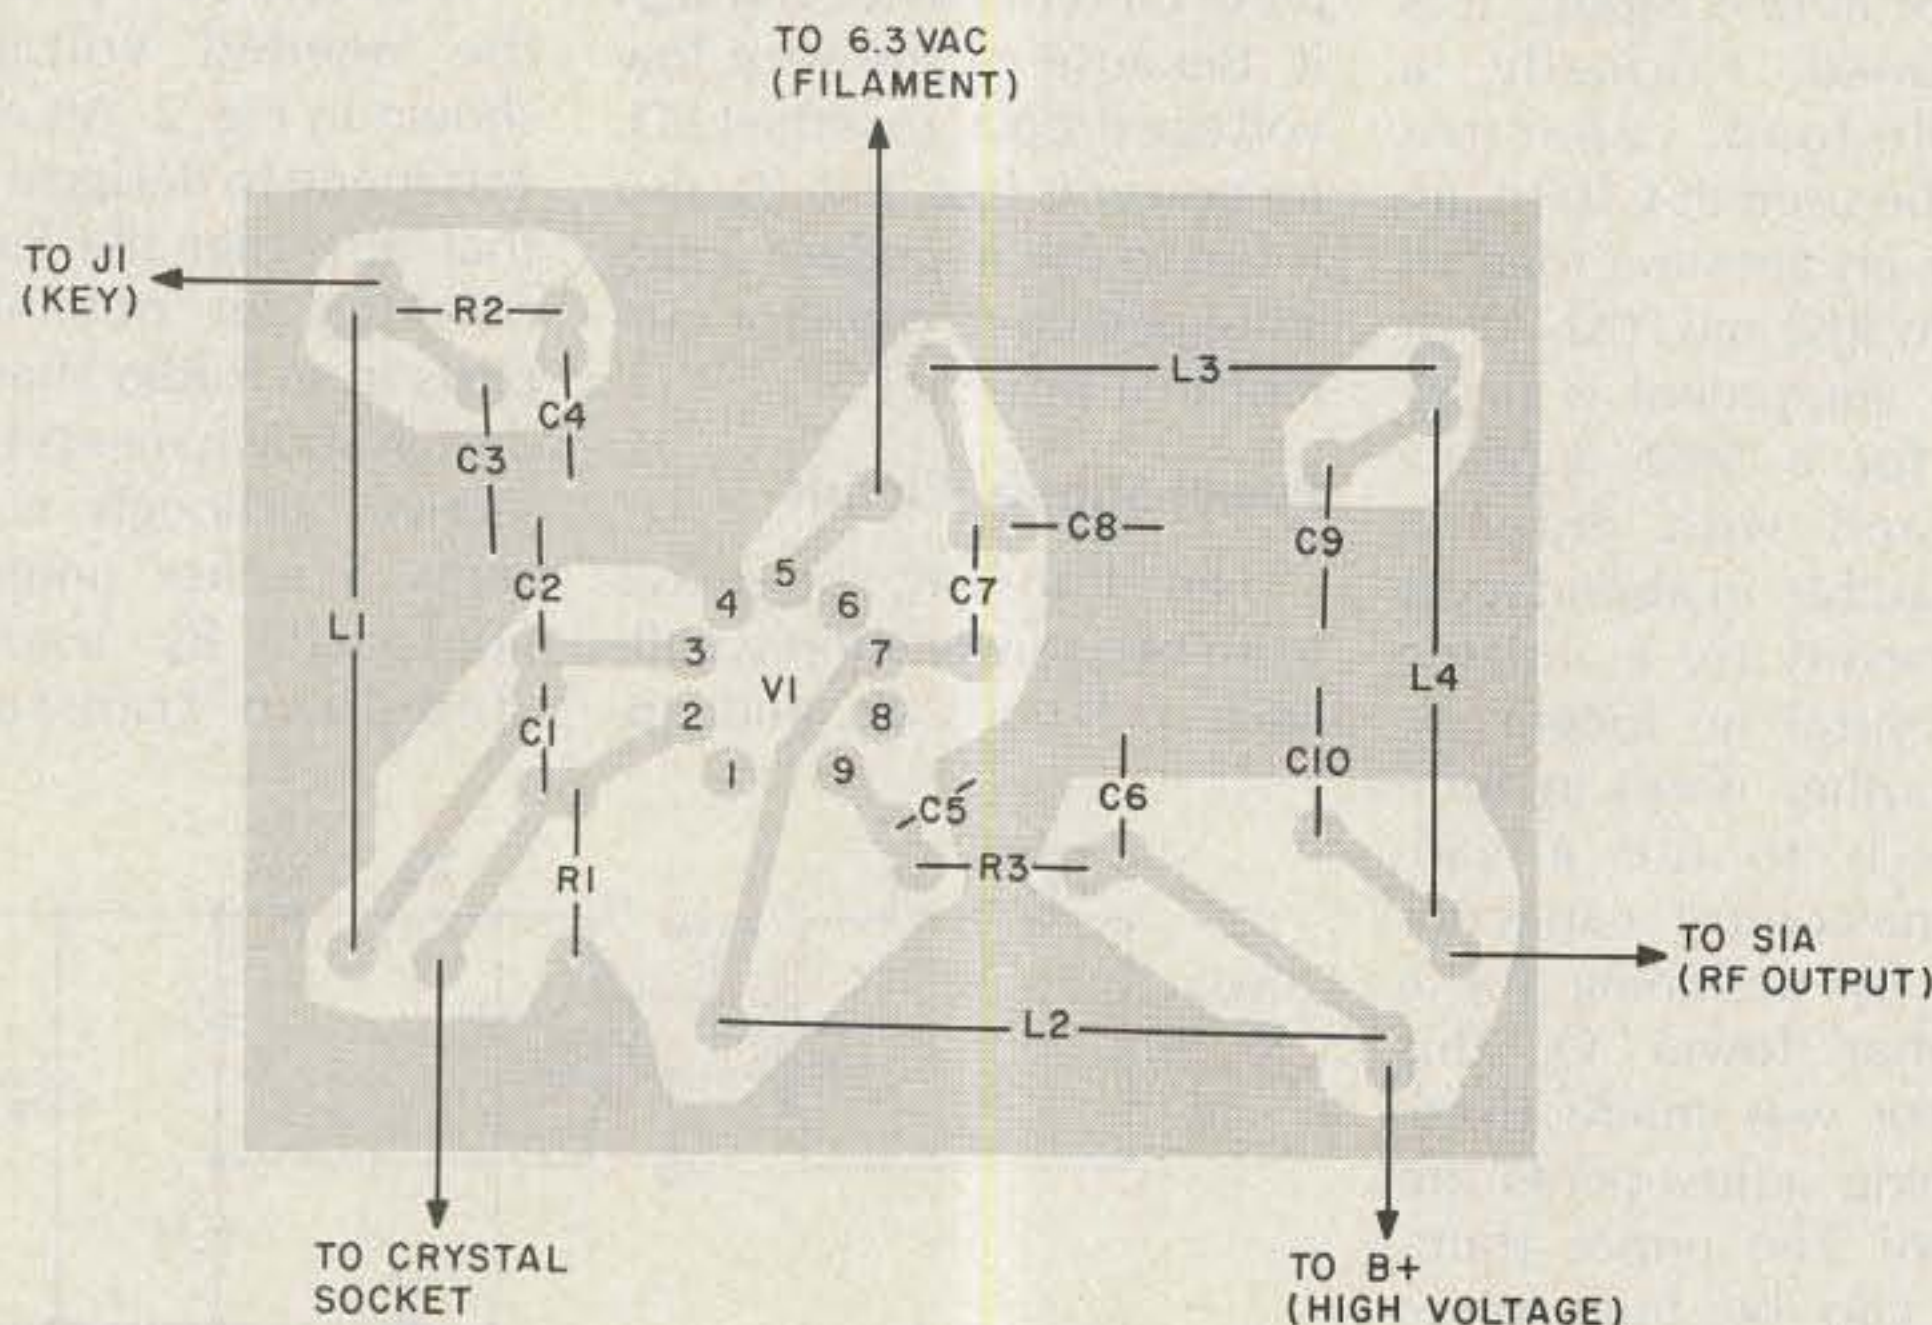 TO 6.3 VAC
(FILAMENT)
TO J1
(KEY)
R2
L3
C4
C3
C8
C9
C2
5
C7
4
6
L1
3
7
V1
L4
2
8
C1
1
9
C10
C6
C5
R1
R3
TO S1A
(RF OUTPUT)
L2
TO CRYSTAL
SOCKET
TO B+
(HIGH VOLTAGE)